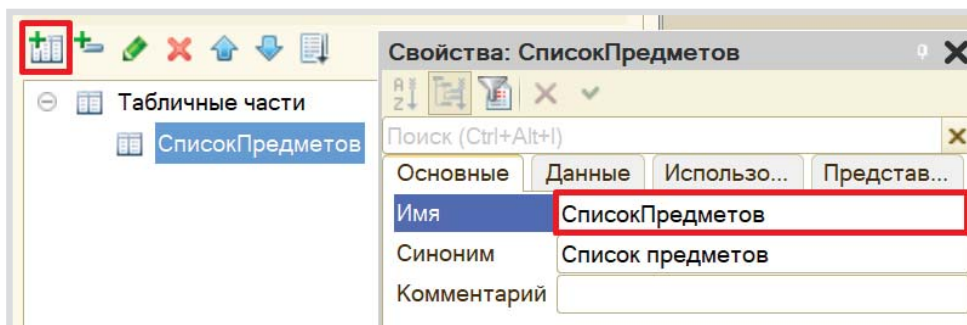 Свойства: СписокПредметов
Табличные части
СписокПредметов
Поиск (Ctrl+Alt+I)
Основные Данные Использо... Представ...
Имя СписокПредметов
Синоним Список предметов
Комментарий